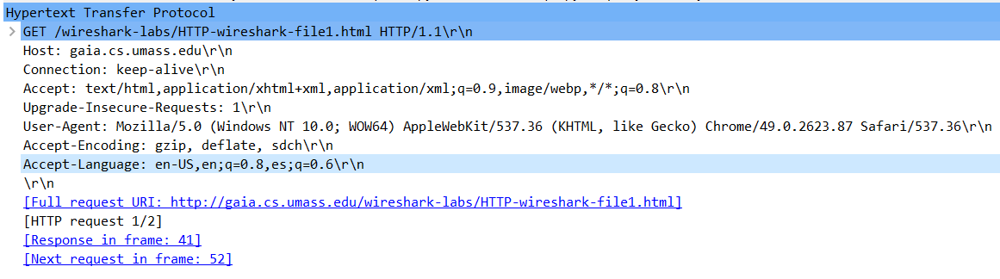 Hypertext Transfer Protocol
GET /wireshark-labs/HTTP-wireshark-file1.html HTTP/1.1\r\n
Host: gaia.cs.umass.edu\r\n
Connection: keep-alive\r\n
Accept: text/html,application/xhtml+xml,application/xml;q=0.9,image/webp,*/*;q=0.8\r\n
Upgrade-Insecure-Requests: 1\r\n
User-Agent: Mozilla/5.0 (Windows NT 10.0; WOW64) AppleWebKit/537.36 (KHTML, like Gecko) Chrome/49.0.2623.87 Safari/537.36\r\n
Accept-Encoding: gzip, deflate, sdch\r\n
Accept-Language: en-US,en;q=0.8,es;q=0.6\r\n
\r\n
[Full request URI: http://gaia.cs.umass.edu/wireshark-labs/HTTP-wireshark-file1.html]
[HTTP request 1/2]
[Response in frame: 41]
[Next request in frame: 52]